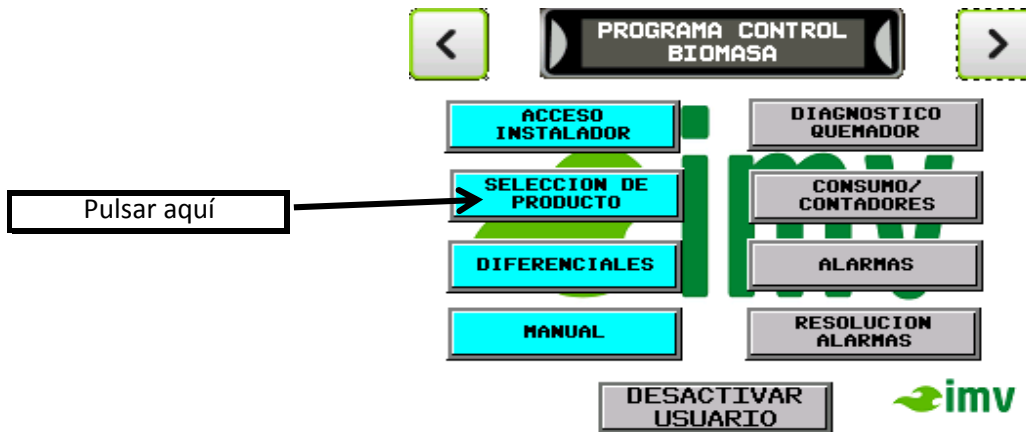 PROGRAMA CONTROL
BIOMASA
ACCESO
INSTALADOR
DIAGNOSTICO
QUEMADOR
Pulsar aquí
SELECCION DE
PRODUCTO
CONSUMO/
CONTADORES
DIFERENCIALES
ALARMAS
MANUAL
RESOLUCION
ALARMAS
DESACTIVAR
USUARIO
imv
imv